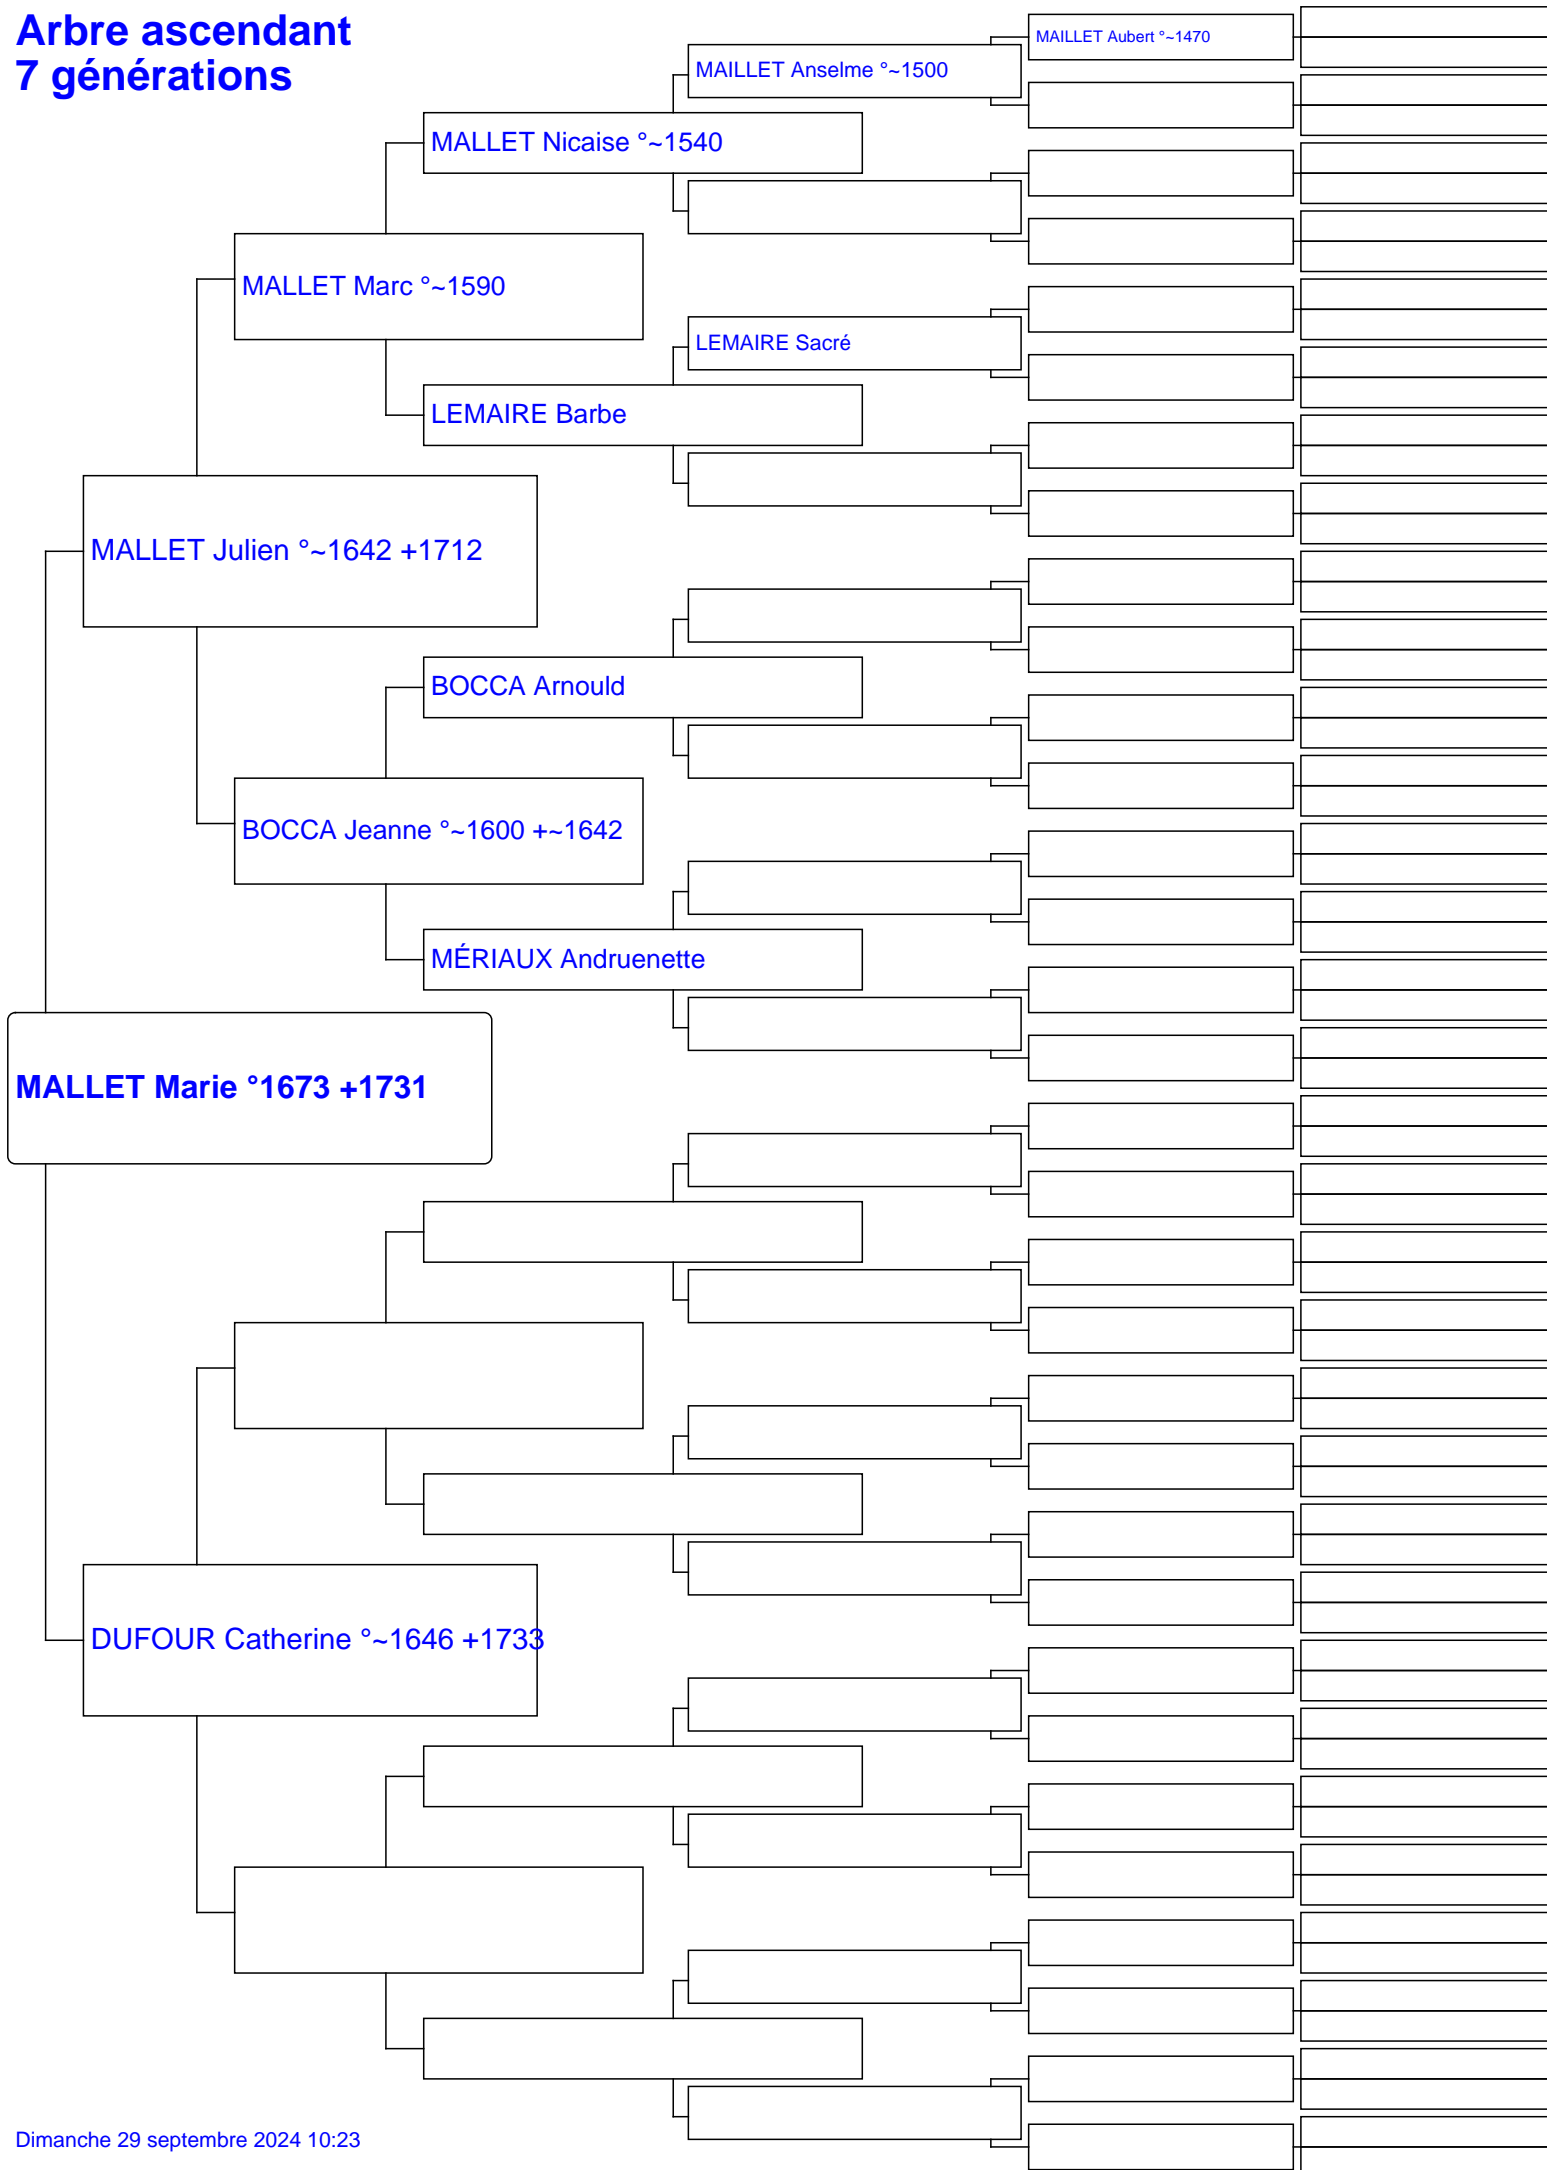 Arbre ascendant
7 générations
MAILLET Aubert °~1470
MAILLET Anselme °~1500
MALLET Nicaise °~1540
MALLET Marc °~1590
LEMAIRE Sacré
LEMAIRE Barbe
MALLET Julien °~1642 +1712
BOCCA Arnould
BOCCA Jeanne °~1600 +~1642
MÉRIAUX Andruenette
MALLET Marie °1673 +1731
DUFOUR Catherine °~1646 +1733
Dimanche 29 septembre 2024 10:23